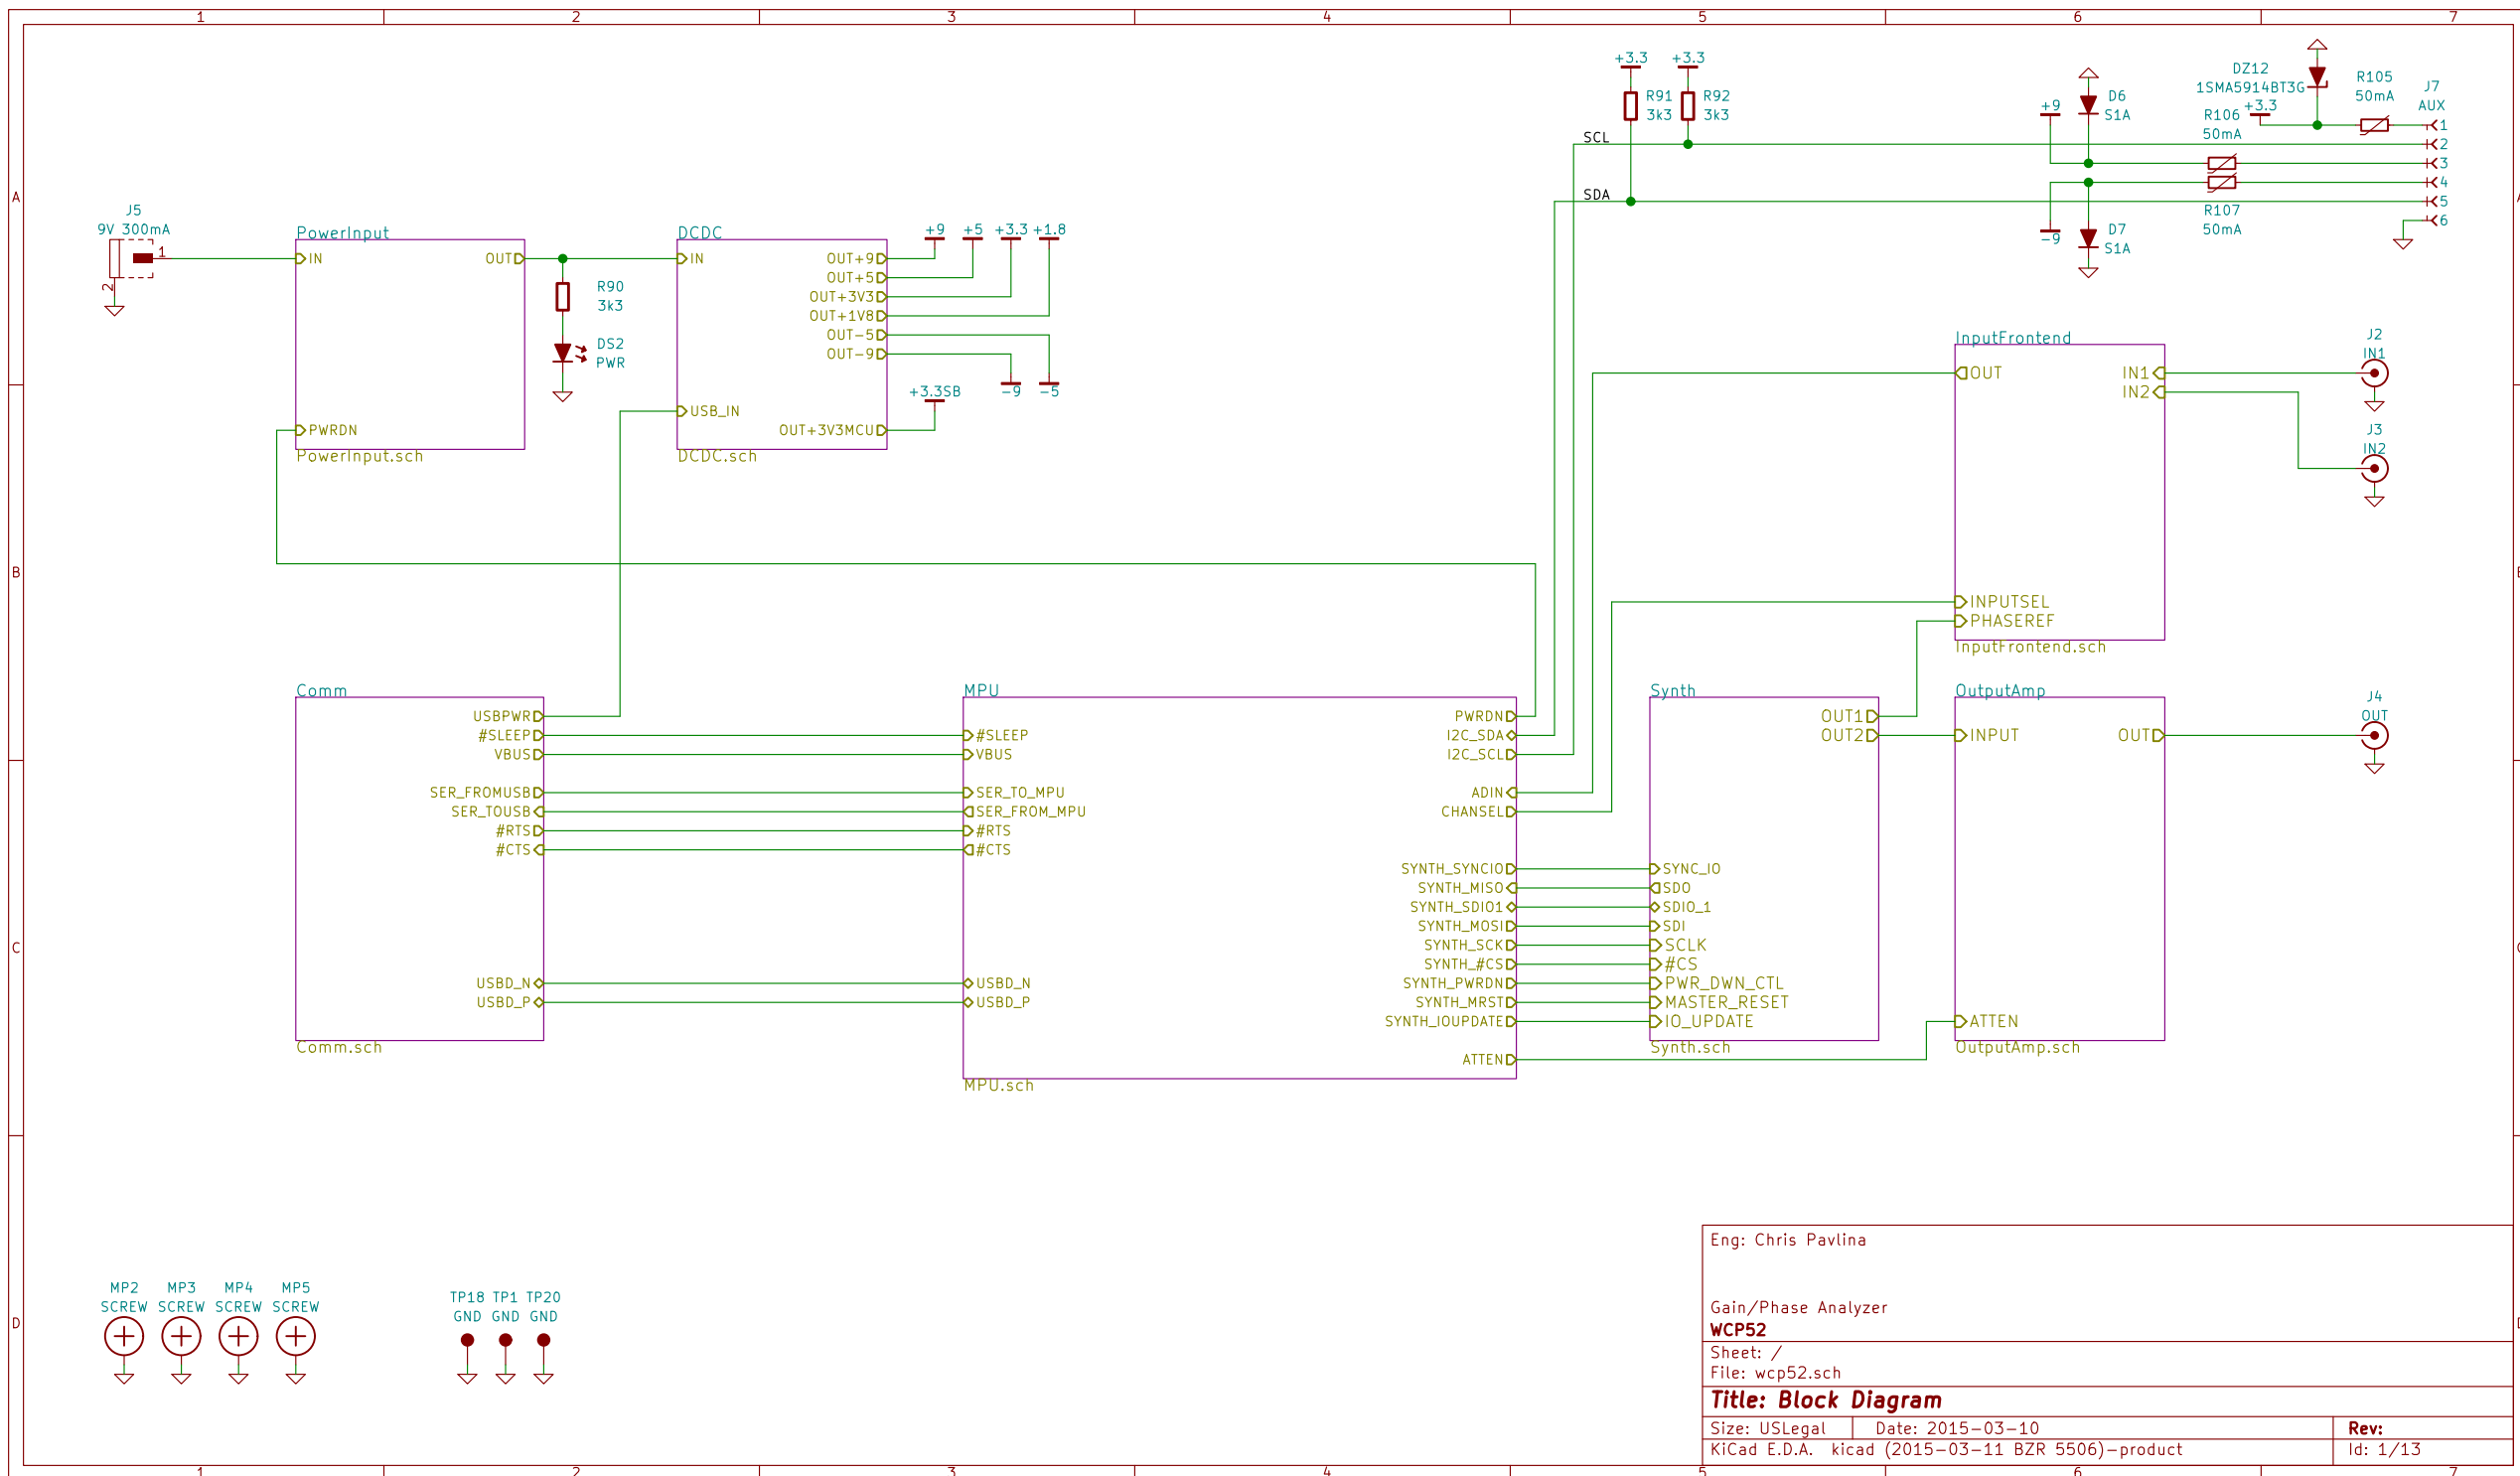 1 2 3 4 5 6 7
A
B
C
D
J5
9V 300mA
1
2
PowerInput
IN
OUT
PWRDN
PowerInput.sch
R90
3k3
DS2
PWR
DCDC
IN
USB_IN
OUT+9
OUT+5
OUT+3V3
OUT+1V8
OUT-5
OUT-9
OUT+3V3MCU
DCDC.sch
+9 +5 +3.3 +1.8
-9 -5
+3.3SB
+3.3 +3.3
R91
3k3
R92
3k3
SCL
SDA
+9
D6
S1A
-9
D7
S1A
DZ12
1SMA5914BT3G
+3.3
R106
50mA
R107
50mA
R105
50mA
J7
AUX
1
2
3
4
5
6
InputFrontend
OUT
IN1
IN2
INPUTSEL
PHASEREF
InputFrontend.sch
J2
IN1
J3
IN2
Comm
USBPWR
#SLEEP
VBUS
SER_FROMUSB
SER_TOUSB
#RTS
#CTS
USBD_N
USBD_P
Comm.sch
MPU
#SLEEP
VBUS
SER_TO_MPU
SER_FROM_MPU
#RTS
#CTS
USBD_N
USBD_P
PWRDN
I2C_SDA
I2C_SCL
ADIN
CHANSEL
SYNTH_SYNCIO
SYNTH_MISO
SYNTH_SDIO1
SYNTH_MOSI
SYNTH_SCK
SYNTH_#CS
SYNTH_PWRDN
SYNTH_MRST
SYNTH_IOUPDATE
ATTEN
MPU.sch
Synth
OUT1
OUT2
SYNC_IO
SDO
SDIO_1
SDI
SCLK
#CS
PWR_DWN_CTL
MASTER_RESET
IO_UPDATE
Synth.sch
OutputAmp
INPUT
OUT
ATTEN
OutputAmp.sch
J4
OUT
MP2 MP3 MP4 MP5
SCREW SCREW SCREW SCREW
TP18 TP1 TP20
GND GND GND
Eng: Chris Pavlina
Gain/Phase Analyzer
WCP52
Sheet: /
File: wcp52.sch
Title: Block Diagram
Size: USLegal Date: 2015-03-10 Rev:
KiCad E.D.A. kicad (2015-03-11 BZR 5506)-product Id: 1/13
1 2 3 4 5 6 7